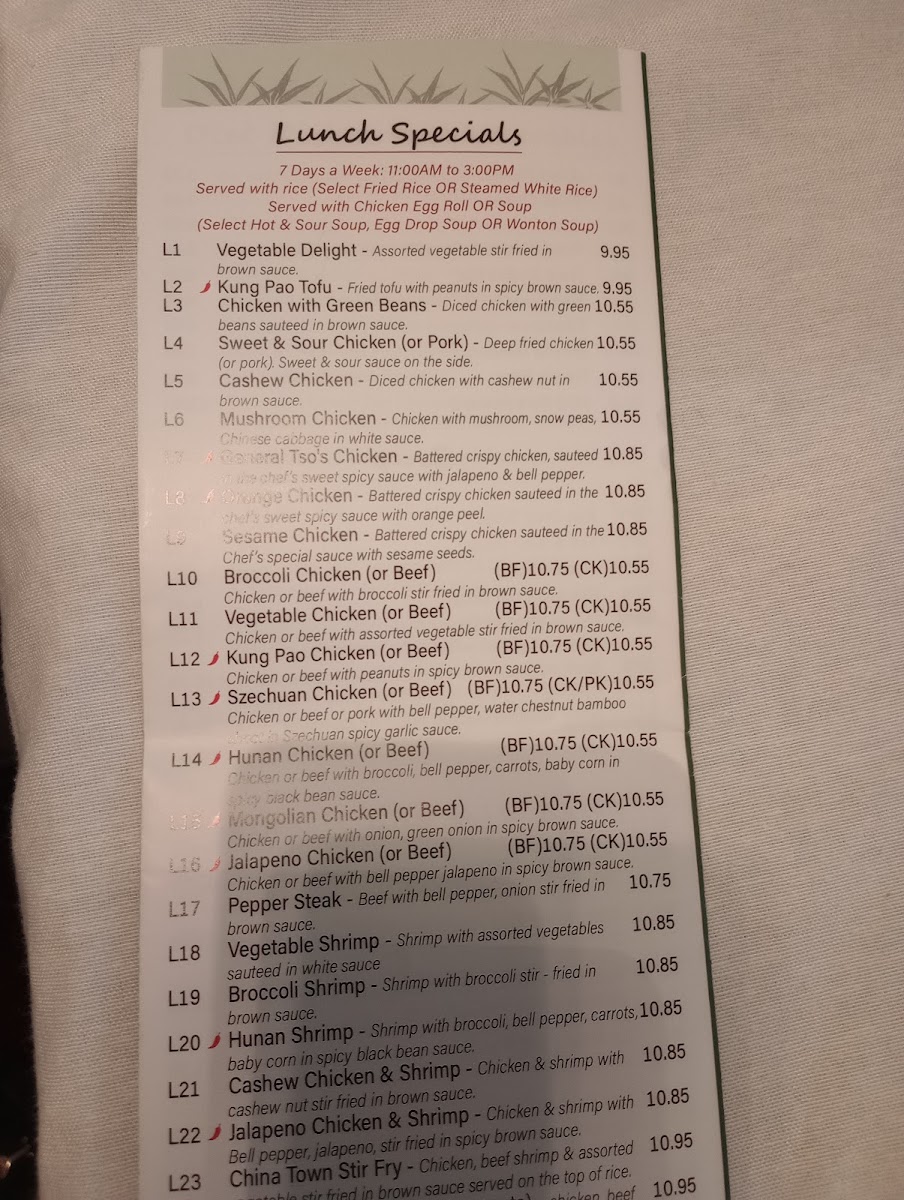 Lunch Specials
7 Days a Week: 11:00AM to 3:00PM
Served with rice (Select Fried Rice OR Steamed White Rice)
Served with Chicken Egg Roll OR Soup
(Select Hot & Sour Soup, Egg Drop Soup OR Wonton Soup)
L1 Vegetable Delight - Assorted vegetable stir fried in 9.95
brown sauce.
L2 Kung Pao Tofu - Fried tofu with peanuts in spicy brown sauce. 9.95
L3 Chicken with Green Beans - Diced chicken with green 10.55
beans sauteed in brown sauce.
L4 Sweet & Sour Chicken (or Pork) - Deep fried chicken 10.55
(or pork). Sweet & sour sauce on the side.
L5 Cashew Chicken - Diced chicken with cashew nut in 10.55
brown sauce.
L6 Mushroom Chicken - Chicken with mushroom, snow peas, 10.55
Chinese cabbage in white sauce.
L7 General Tso's Chicken - Battered crispy chicken, sauteed 10.85
in the chef's sweet spicy sauce with jalapeno & bell pepper.
L8 Orange Chicken - Battered crispy chicken sauteed in the 10.85
chef's sweet spicy sauce with orange peel.
L9 Sesame Chicken - Battered crispy chicken sauteed in the 10.85
Chef's special sauce with sesame seeds.
L10 Broccoli Chicken (or Beef) (BF)10.75 (CK)10.55
Chicken or beef with broccoli stir fried in brown sauce.
L11 Vegetable Chicken (or Beef) (BF)10.75 (CK)10.55
Chicken or beef with assorted vegetable stir fried in brown sauce.
L12 Kung Pao Chicken (or Beef) (BF)10.75 (CK)10.55
Chicken or beef with peanuts in spicy brown sauce.
L13 Szechuan Chicken (or Beef) (BF)10.75 (CK/PK)10.55
Chicken or beef or pork with bell pepper, water chestnut bamboo
shoot in Szechuan spicy garlic sauce.
L14 Hunan Chicken (or Beef) (BF)10.75 (CK)10.55
Chicken or beef with broccoli, bell pepper, carrots, baby corn in
spicy black bean sauce.
L15 Mongolian Chicken (or Beef) (BF)10.75 (CK)10.55
Chicken or beef with onion, green onion in spicy brown sauce.
L16 Jalapeno Chicken (or Beef) (BF)10.75 (CK)10.55
Chicken or beef with bell pepper jalapeno in spicy brown sauce.
L17 Pepper Steak - Beef with bell pepper, onion stir fried in 10.75
brown sauce.
L18 Vegetable Shrimp - Shrimp with assorted vegetables 10.85
sauteed in white sauce
L19 Broccoli Shrimp - Shrimp with broccoli stir - fried in 10.85
brown sauce.
L20 Hunan Shrimp - Shrimp with broccoli, bell pepper, carrots, 10.85
baby corn in spicy black bean sauce.
L21 Cashew Chicken & Shrimp - Chicken & shrimp with 10.85
cashew nut stir fried in brown sauce.
L22 Jalapeno Chicken & Shrimp - Chicken & shrimp with 10.85
Bell pepper, jalapeno, stir fried in spicy brown sauce.
L23 China Town Stir Fry - Chicken, beef shrimp & assorted 10.95
vegetable stir fried in brown sauce served on the top of rice.
chicken, beef 10.95